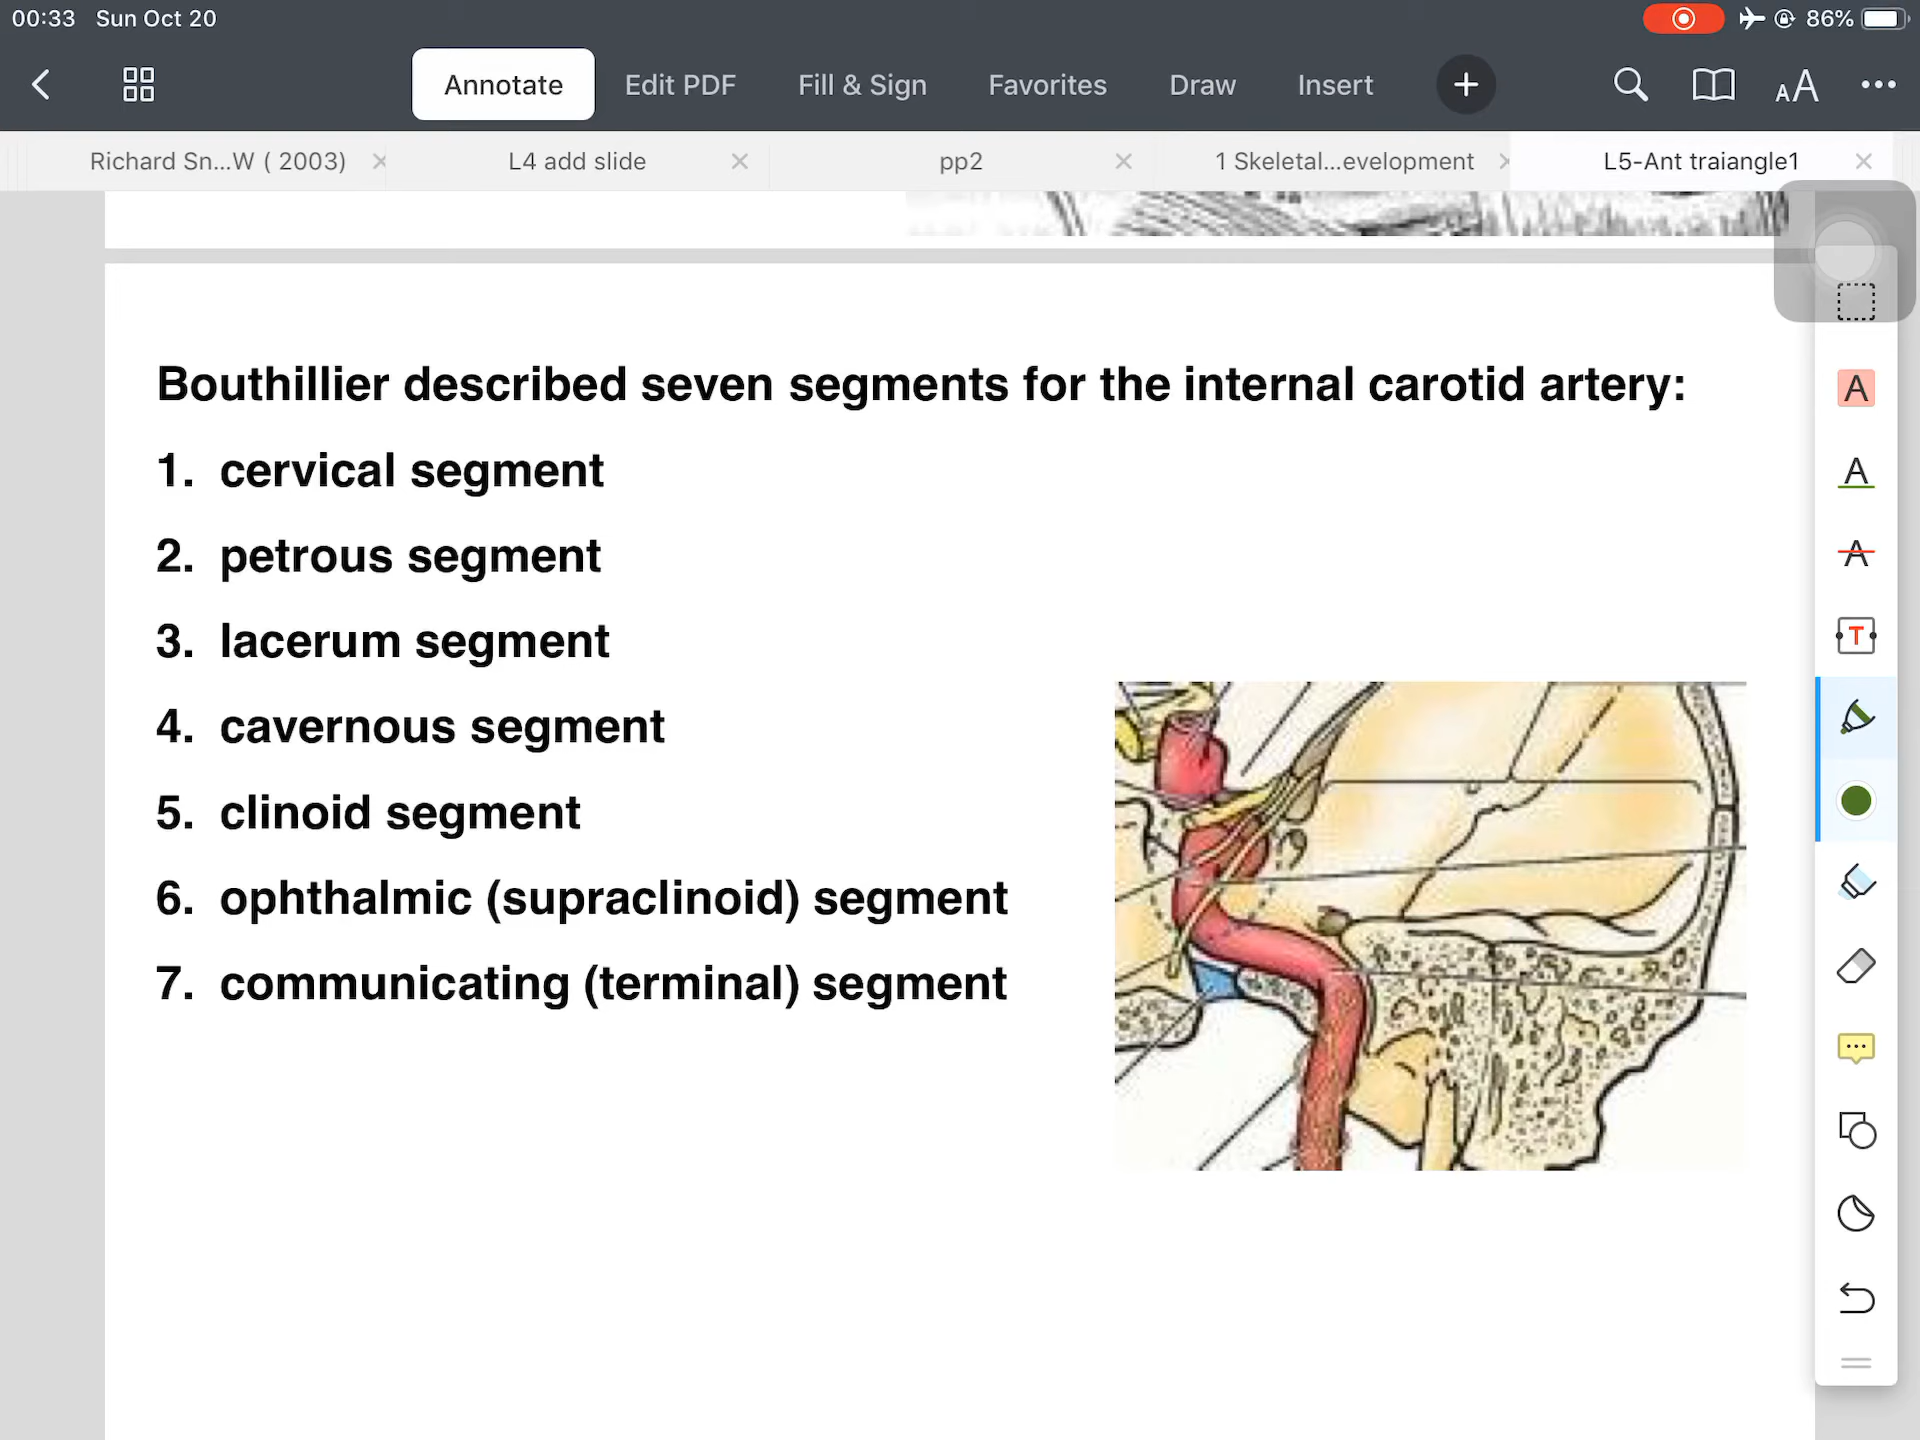 00:33 Sun Oct 20
86%
Annotate Edit PDF Fill & Sign Favorites Draw Insert
AA
Richard Sn...W ( 2003) L4 add slide pp2 1 Skeletal...evelopment L5-Ant traiangle1
Bouthillier described seven segments for the internal carotid artery:
1. cervical segment
2. petrous segment
3. lacerum segment
4. cavernous segment
5. clinoid segment
6. ophthalmic (supraclinoid) segment
7. communicating (terminal) segment
A
A
A
T